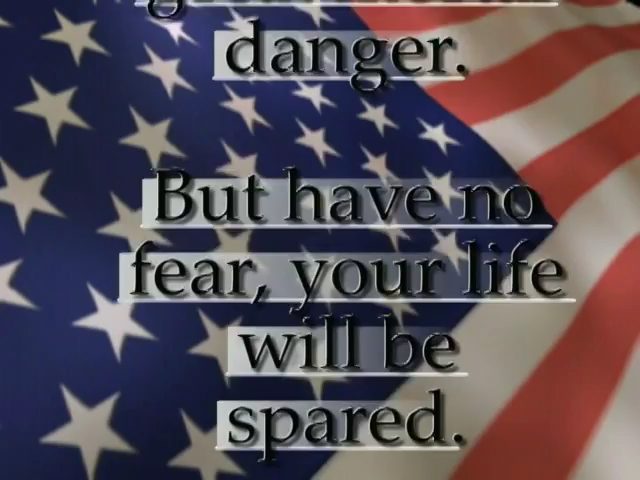 danger.
But have no
fear, your life
will be
spared.